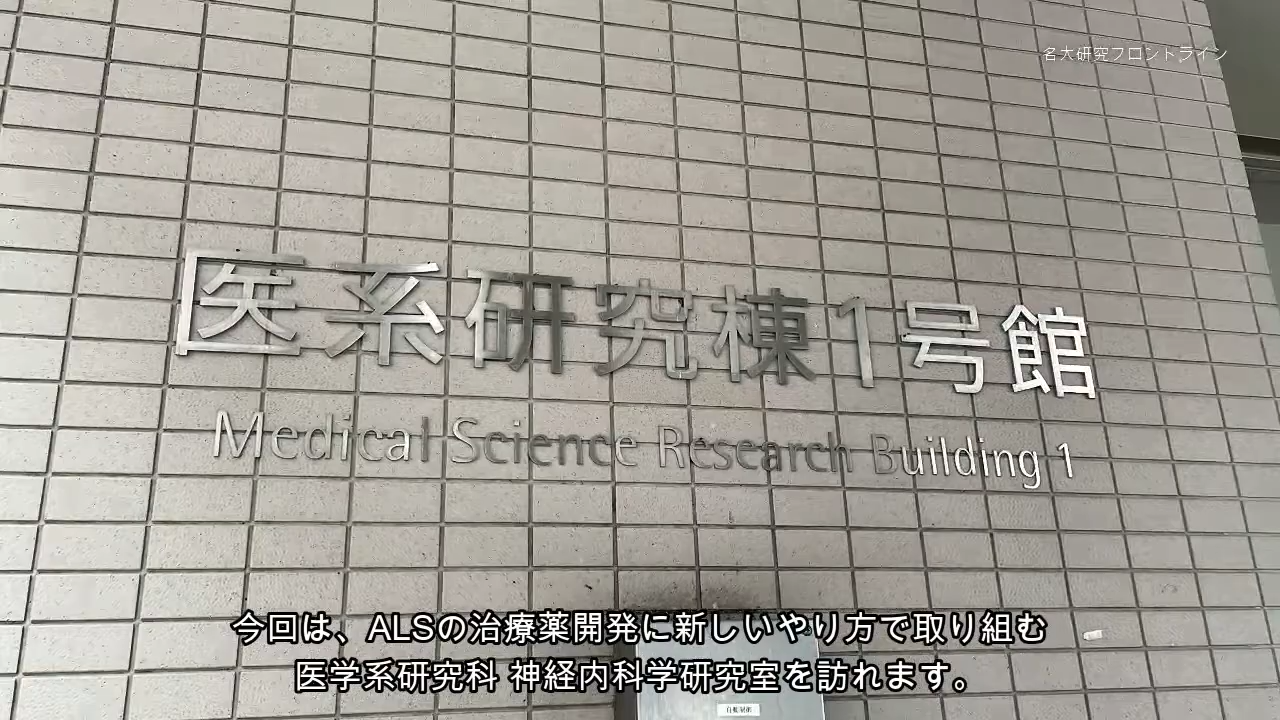 名大研究フロントライン
医系研究棟1号館
Medical Science Research Building 1
今回は、ALSの治療薬開発に新しいやり方で取り組む
医学系研究科 神経内科学研究室を訪れます。